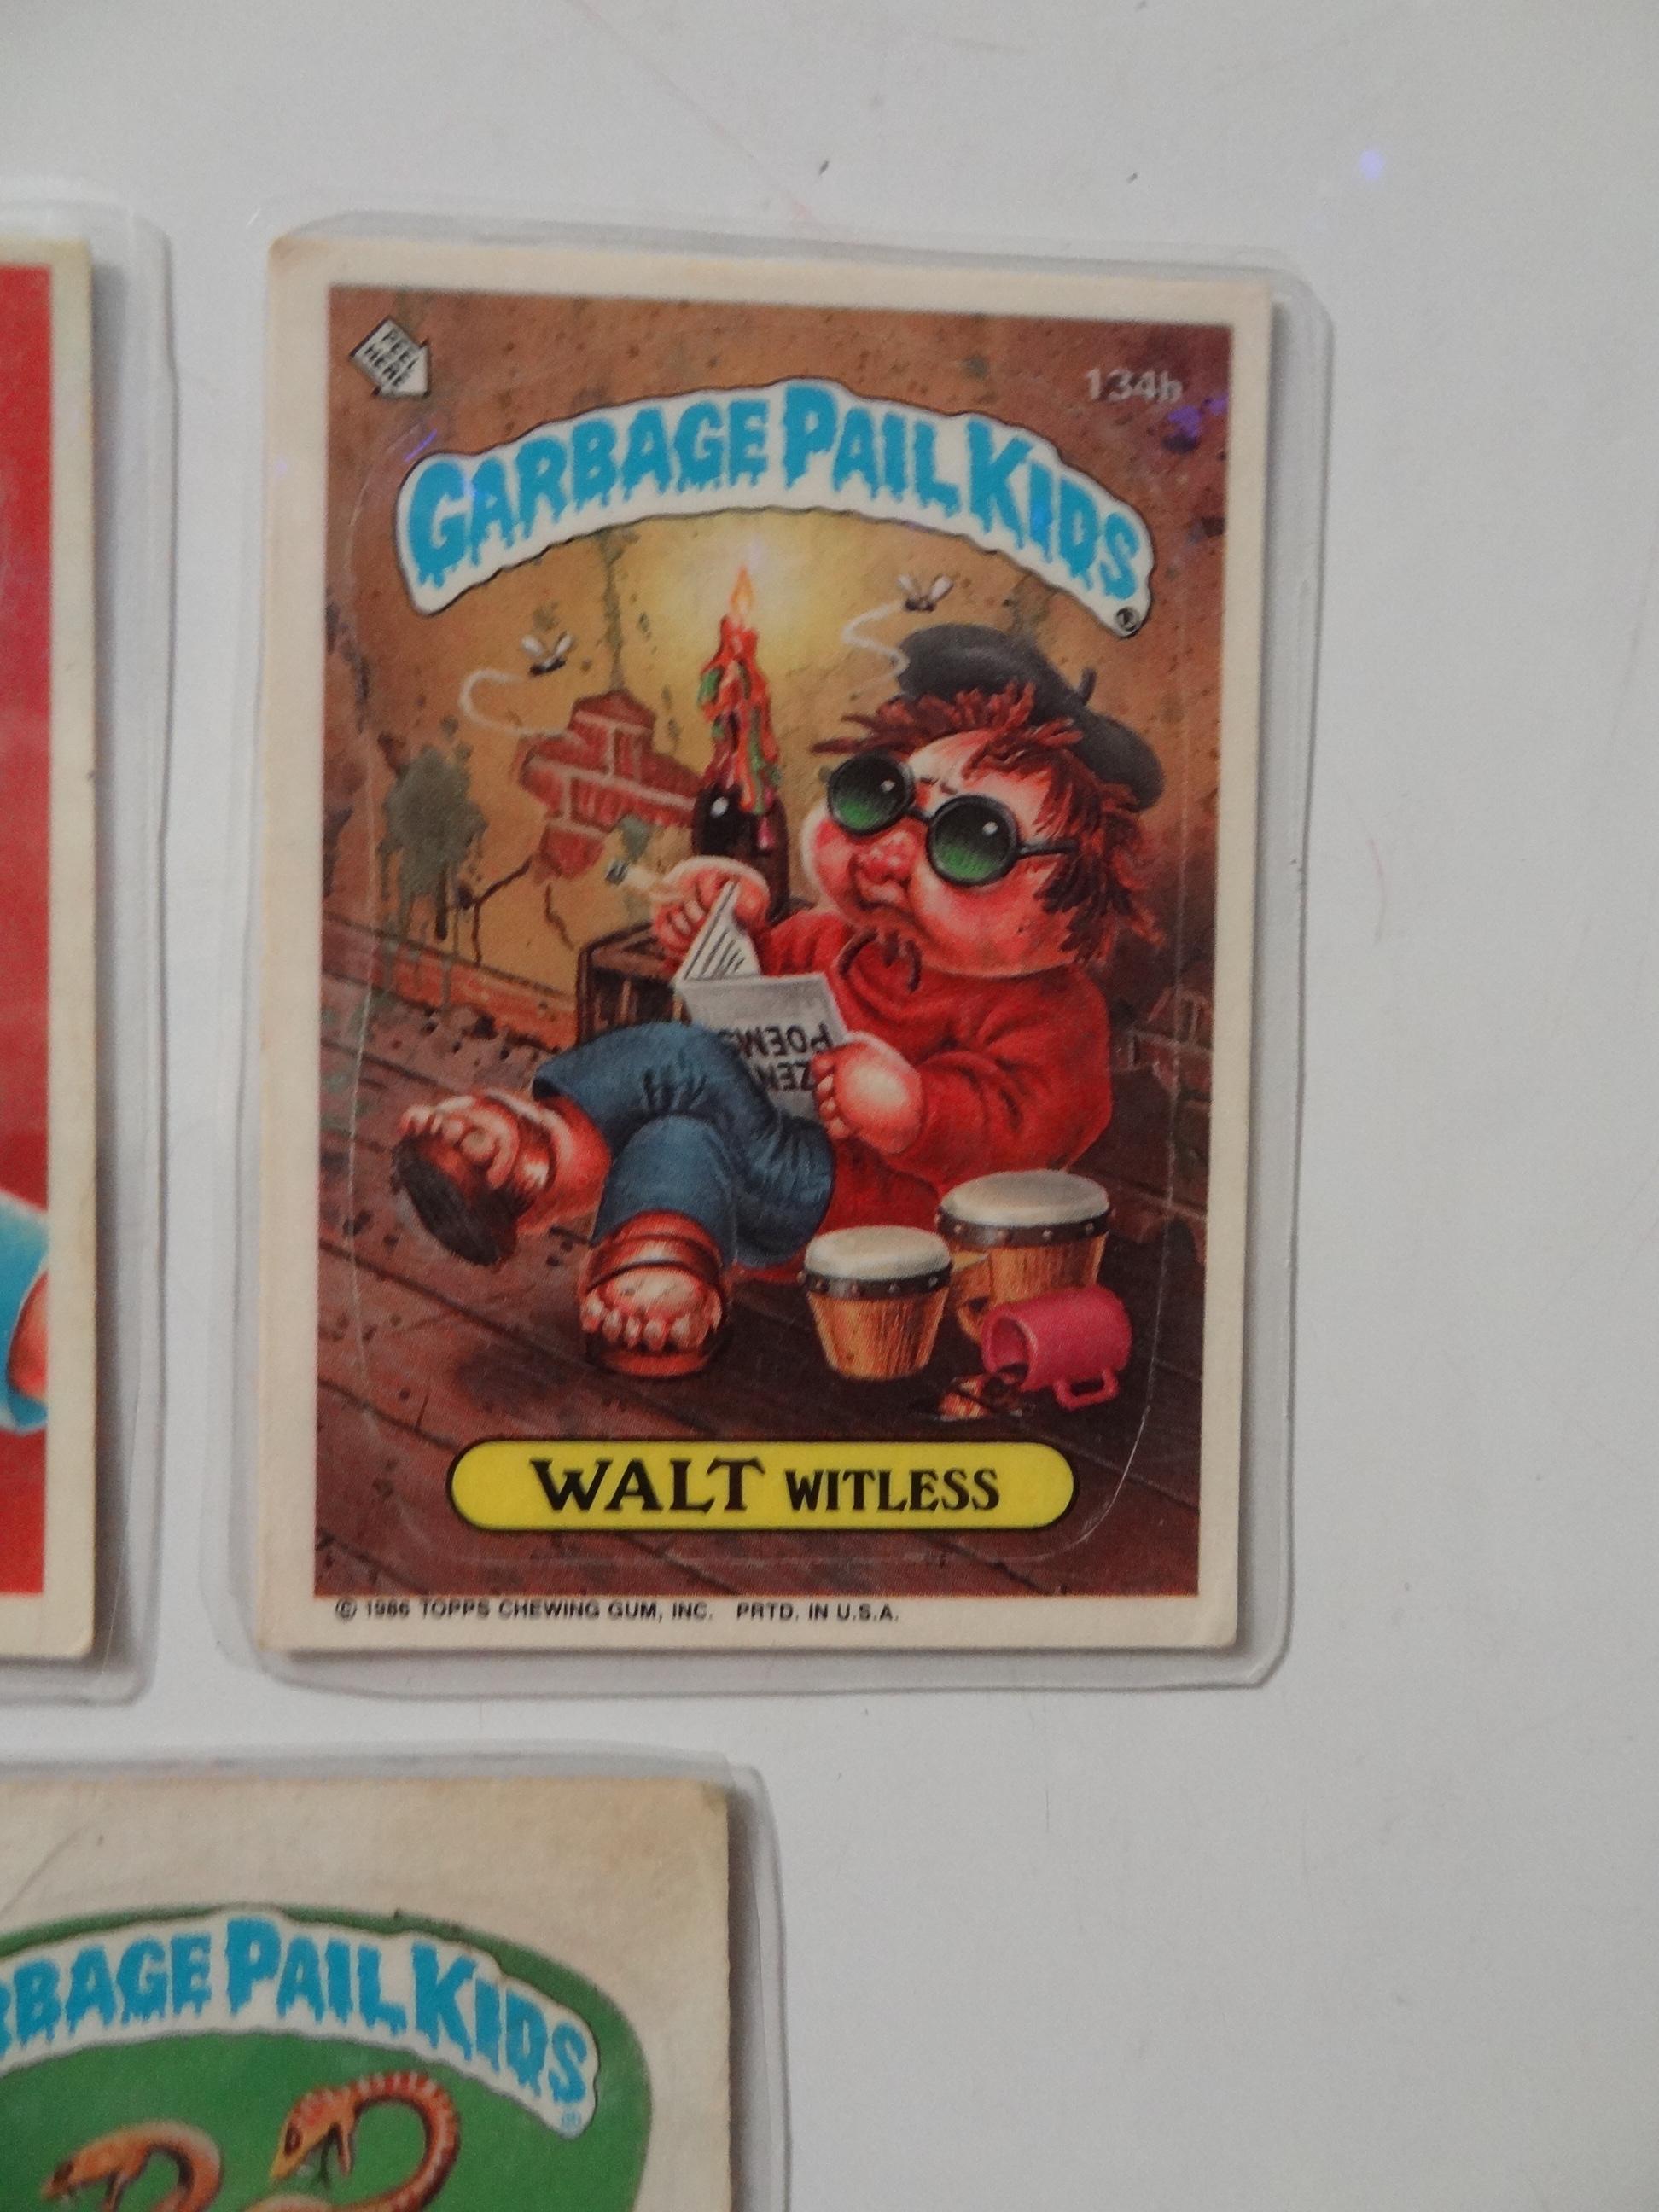 PEEL
HERE
134b
GARBAGE PAIL KIDS
®
POEMS
ZEN
WALT WITLESS
© 1986 TOPPS CHEWING GUM, INC. PRTD. IN U.S.A.
RBAGE PAIL KIDS